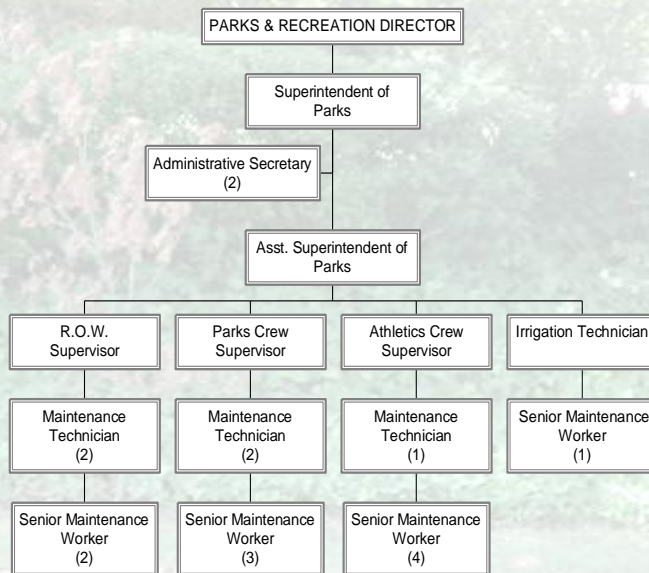 PARKS & RECREATION DIRECTOR
Superintendent of
Parks
Administrative Secretary
(2)
Asst. Superintendent of
Parks
R.O.W.
Supervisor
Parks Crew
Supervisor
Athletics Crew
Supervisor
Irrigation Technician
Maintenance
Technician
(2)
Maintenance
Technician
(2)
Maintenance
Technician
(1)
Senior Maintenance
Worker
(1)
Senior Maintenance
Worker
(2)
Senior Maintenance
Worker
(3)
Senior Maintenance
Worker
(4)